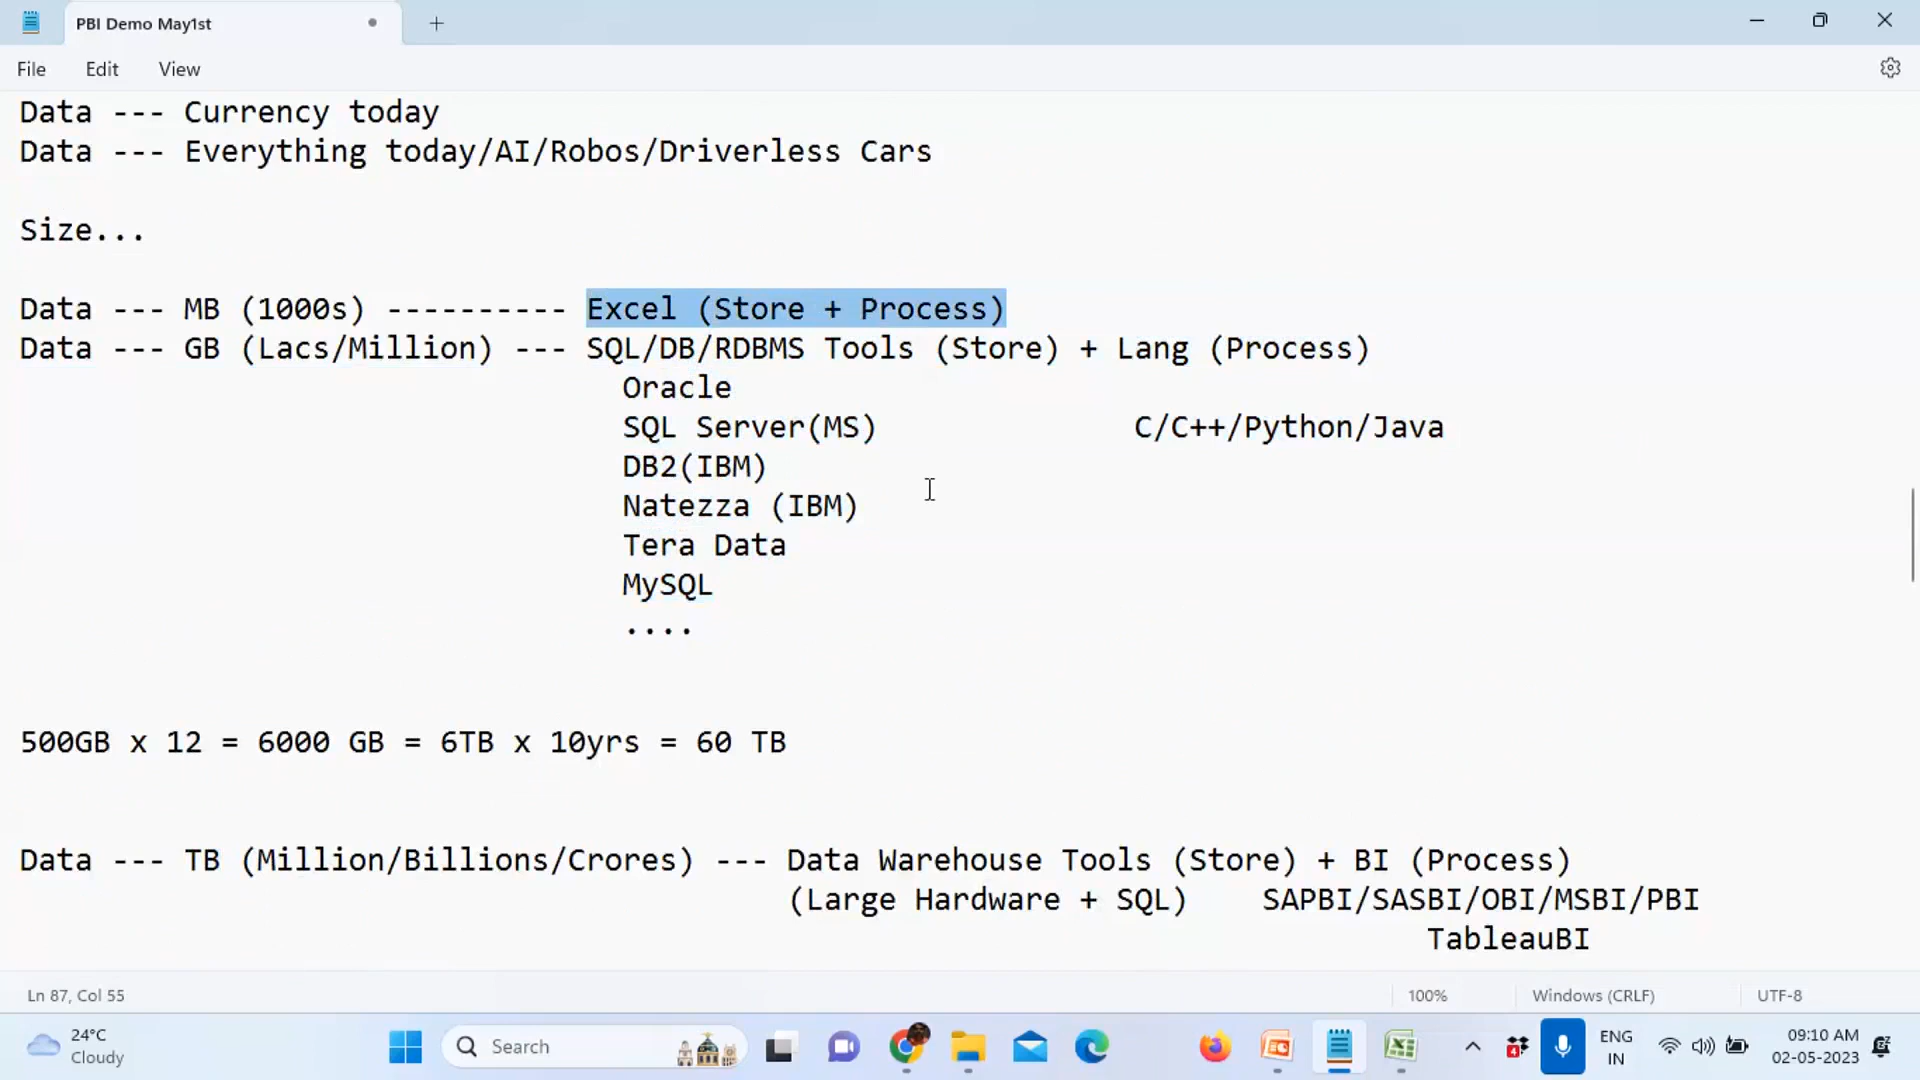 PBI Demo May1st
File Edit View
Data --- Currency today
Data --- Everything today/AI/Robos/Driverless Cars
Size...
Data --- MB (1000s) ---------- Excel (Store + Process)
Data --- GB (Lacs/Million) --- SQL/DB/RDBMS Tools (Store) + Lang (Process)
Oracle
SQL Server(MS) C/C++/Python/Java
DB2(IBM)
Natezza (IBM)
Tera Data
MySQL
....
500GB x 12 = 6000 GB = 6TB x 10yrs = 60 TB
Data --- TB (Million/Billions/Crores) --- Data Warehouse Tools (Store) + BI (Process)
(Large Hardware + SQL) SAPBI/SASBI/OBI/MSBI/PBI
TableauBI
Ln 87, Col 55 100% Windows (CRLF) UTF-8
24°C
Cloudy
Search
4
ENG
IN
09:10 AM
02-05-2023